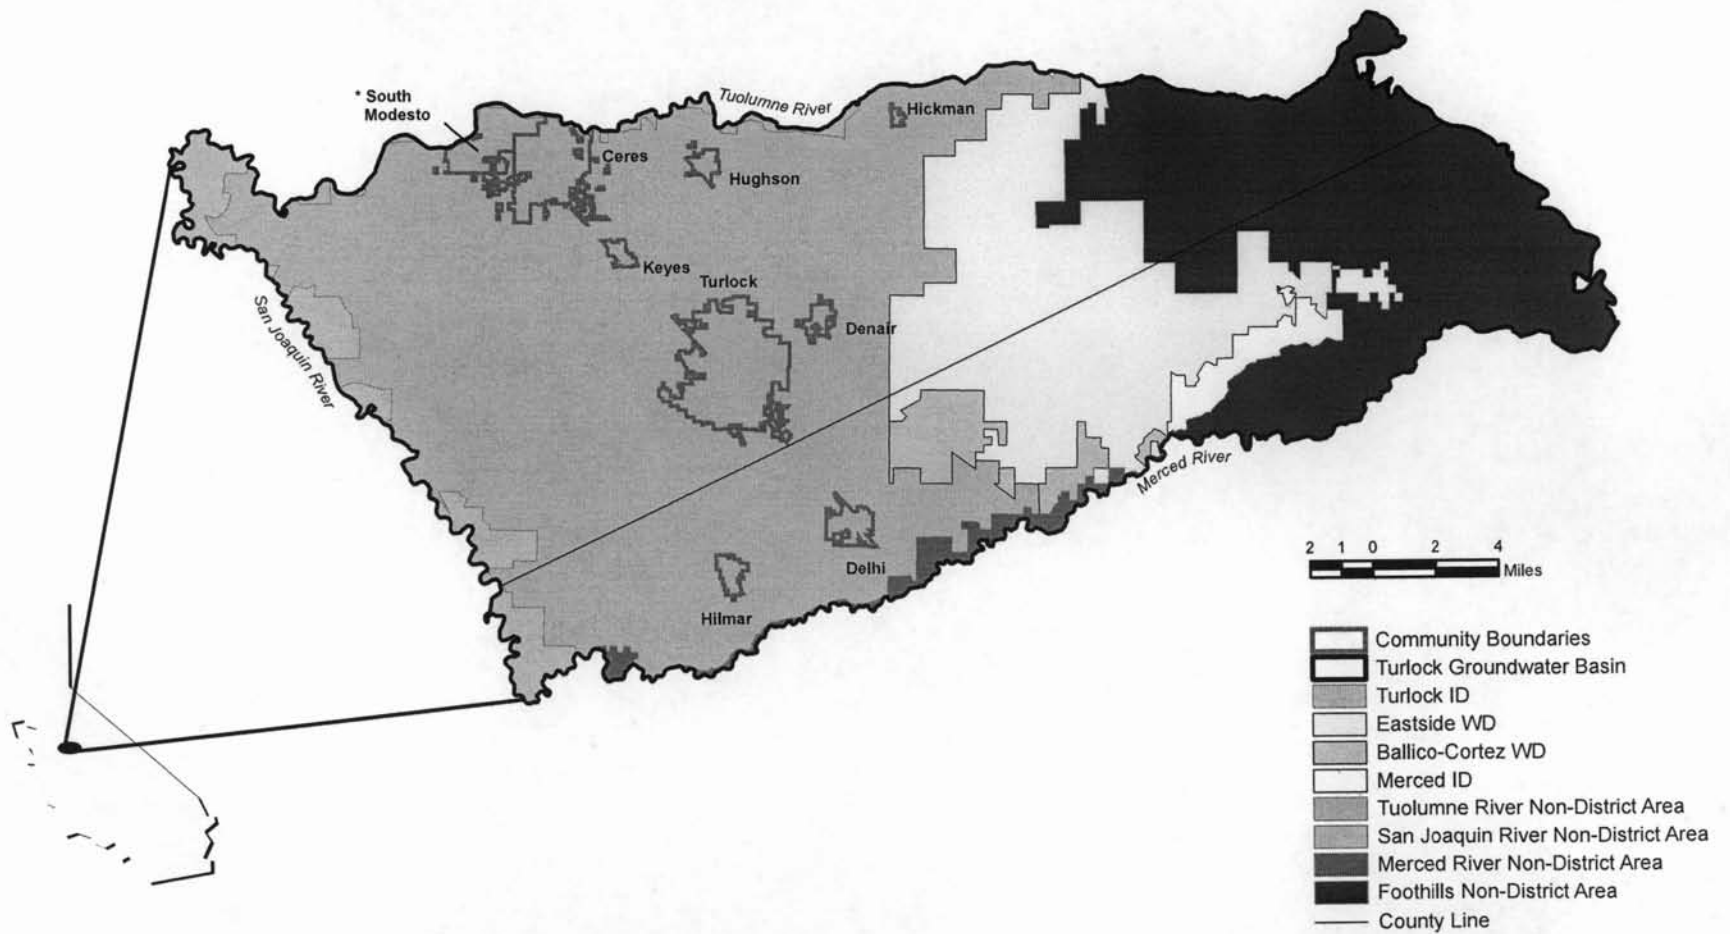 * South
Modesto
Tuolumne River
Hickman
Ceres
Hughson
Keyes
Turlock
Denair
San Joaquin River
Merced River
Delhi
Hilmar
2 1 0 2 4
Miles
Community Boundaries
Turlock Groundwater Basin
Turlock ID
Eastside WD
Ballico-Cortez WD
Merced ID
Tuolumne River Non-District Area
San Joaquin River Non-District Area
Merced River Non-District Area
Foothills Non-District Area
County Line